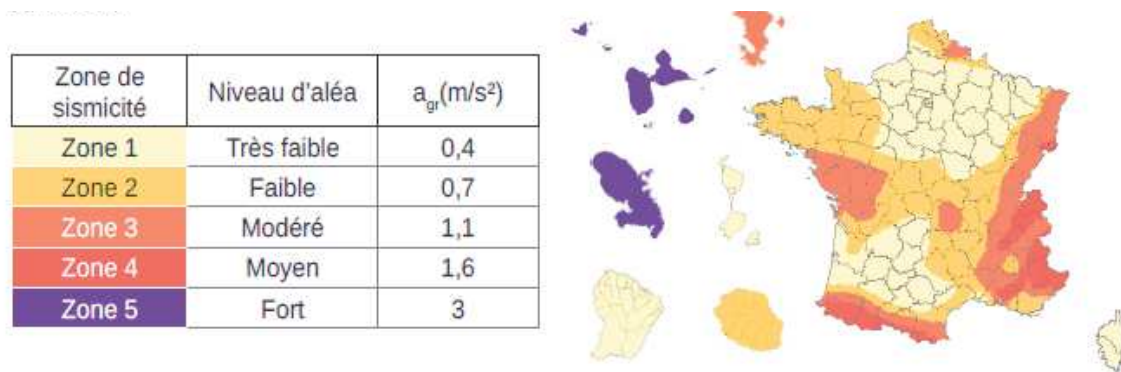 Zone de sismicité Niveau d'aléa a_gr(m/s²)
Zone 1 Très faible 0,4
Zone 2 Faible 0,7
Zone 3 Modéré 1,1
Zone 4 Moyen 1,6
Zone 5 Fort 3